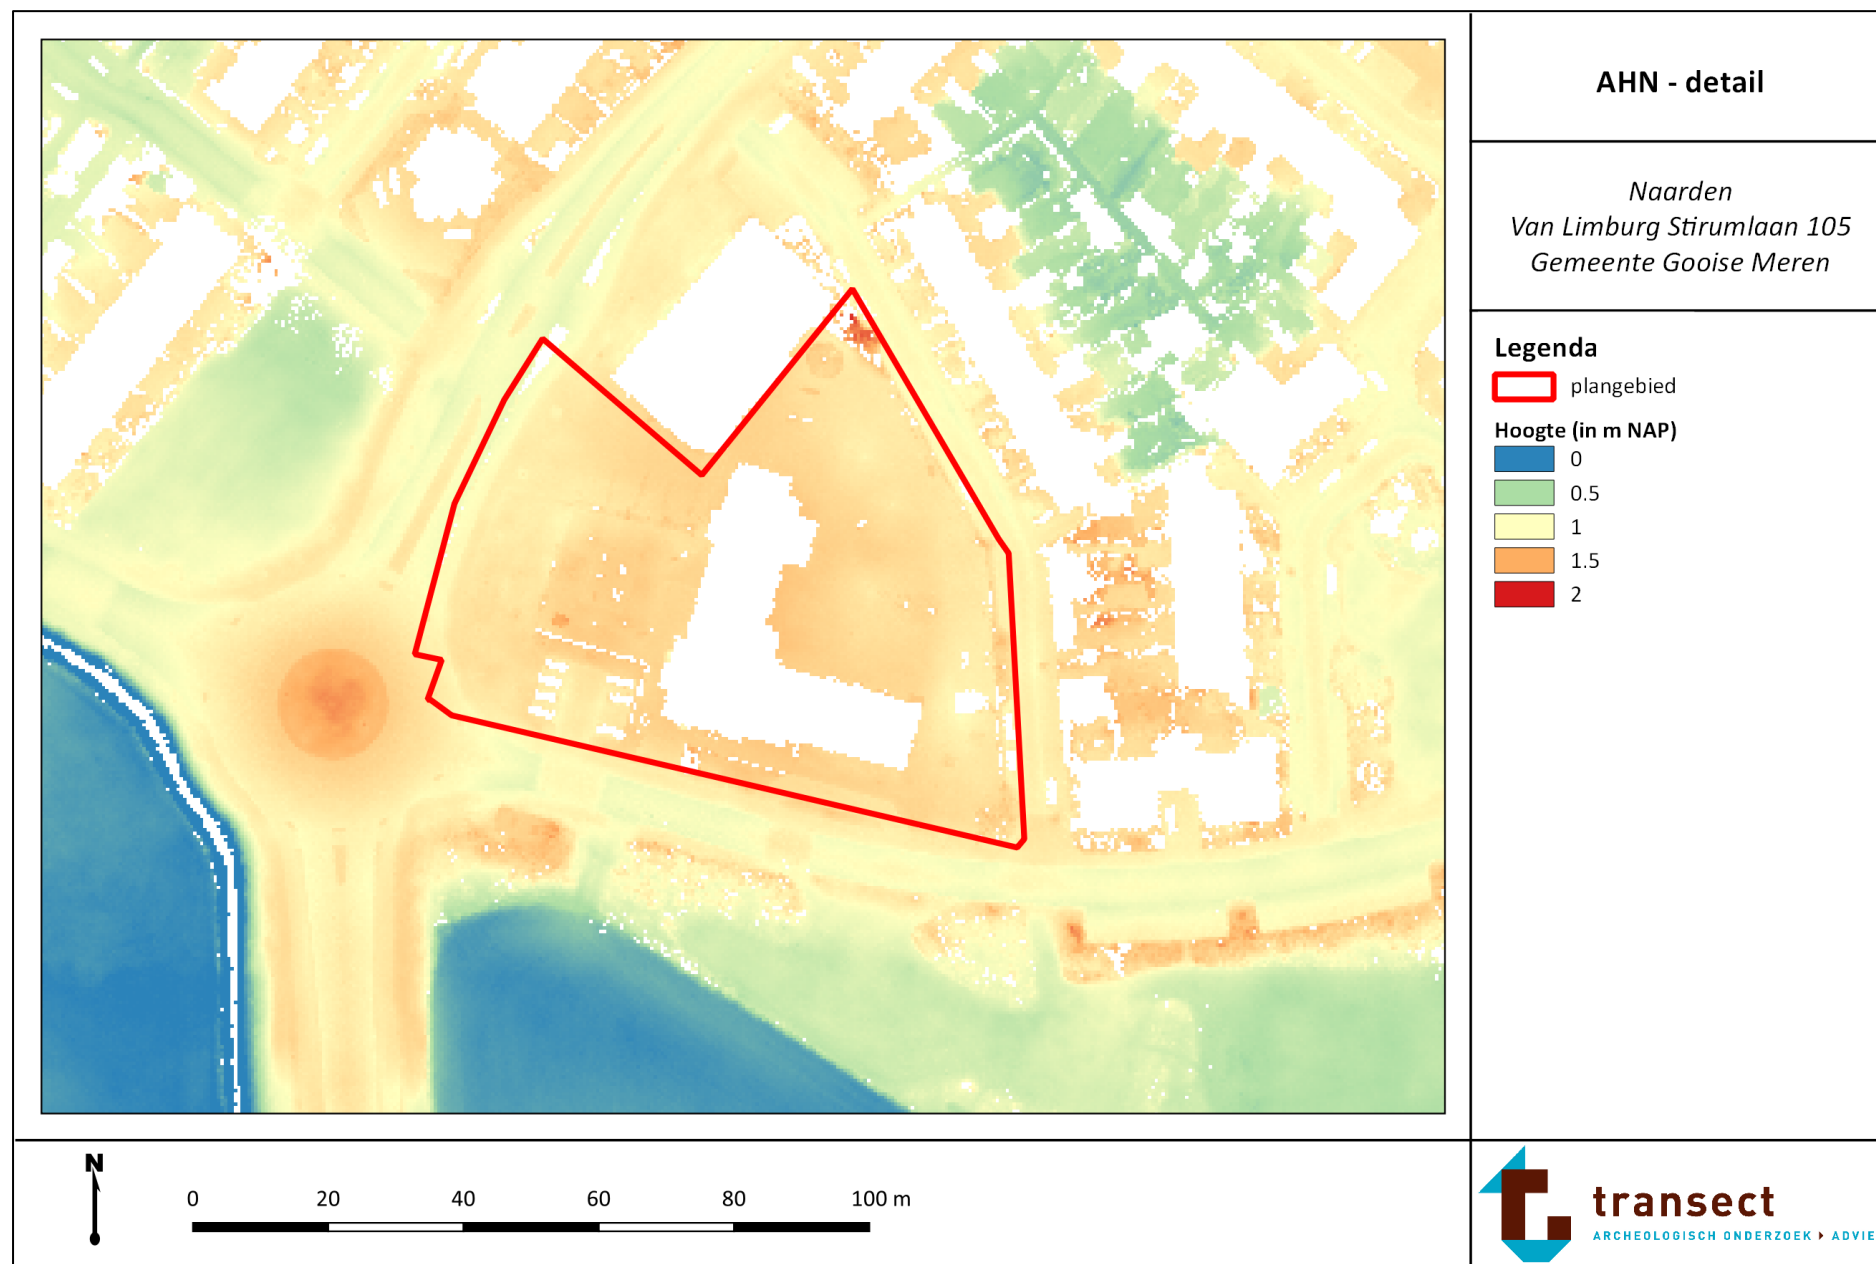 AHN - detail
Naarden
Van Limburg Stirumlaan 105
Gemeente Gooise Meren
Legenda
plangebied
Hoogte (in m NAP)
0
0.5
1
1.5
2
N
0 20 40 60 80 100 m
transect
ARCHEOLOGISCH ONDERZOEK ADVIE